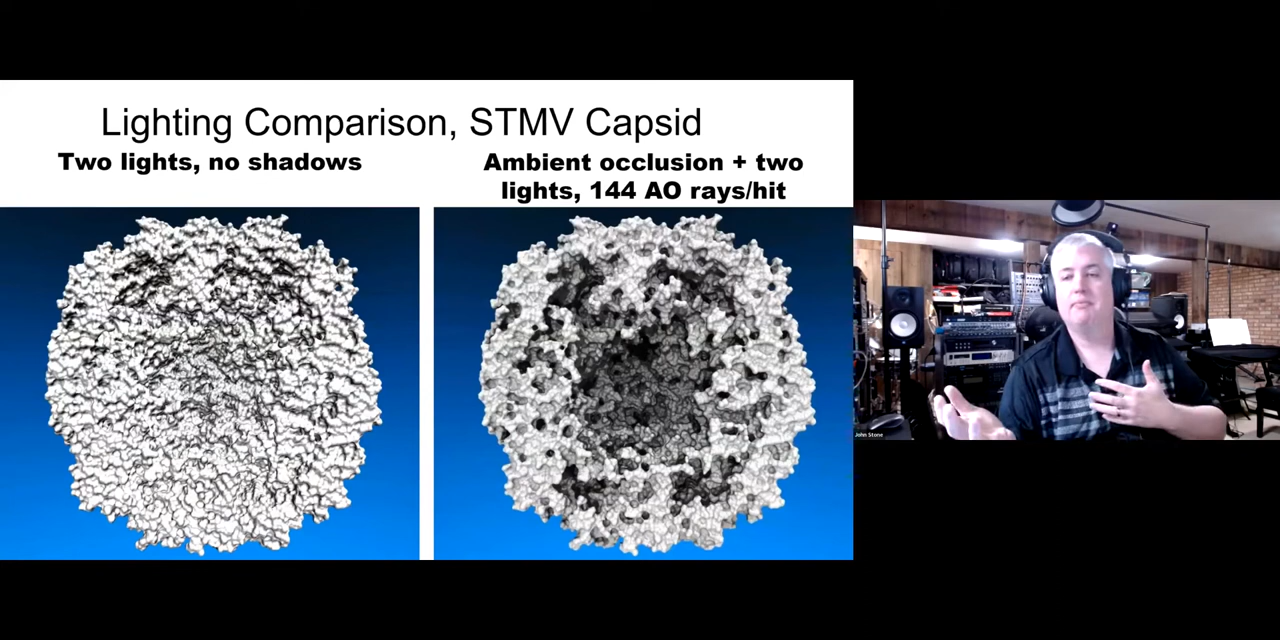 Lighting Comparison, STMV Capsid
Two lights, no shadows
Ambient occlusion + two
lights, 144 AO rays/hit
John Stone